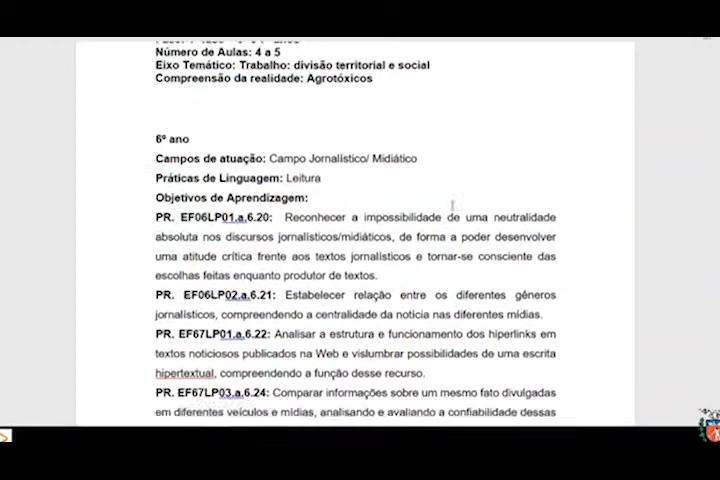 Número de Aulas: 4 a 5
Eixo Temático: Trabalho: divisão territorial e social
Compreensão da realidade: Agrotóxicos
6º ano
Campos de atuação: Campo Jornalístico/ Midiático
Práticas de Linguagem: Leitura
Objetivos de Aprendizagem:
PR. EF06LP01.a.6.20: Reconhecer a impossibilidade de uma neutralidade
absoluta nos discursos jornalísticos/midiáticos, de forma a poder desenvolver
uma atitude crítica frente aos textos jornalísticos e tornar-se consciente das
escolhas feitas enquanto produtor de textos.
PR. EF06LP02.a.6.21: Estabelecer relação entre os diferentes gêneros
jornalísticos, compreendendo a centralidade da notícia nas diferentes mídias.
PR. EF67LP01.a.6.22: Analisar a estrutura e funcionamento dos hiperlinks em
textos noticiosos publicados na Web e vislumbrar possibilidades de uma escrita
hipertextual, compreendendo a função desse recurso.
PR. EF67LP03.a.6.24: Comparar informações sobre um mesmo fato divulgadas
em diferentes veículos e mídias, analisando e avaliando a confiabilidade dessas